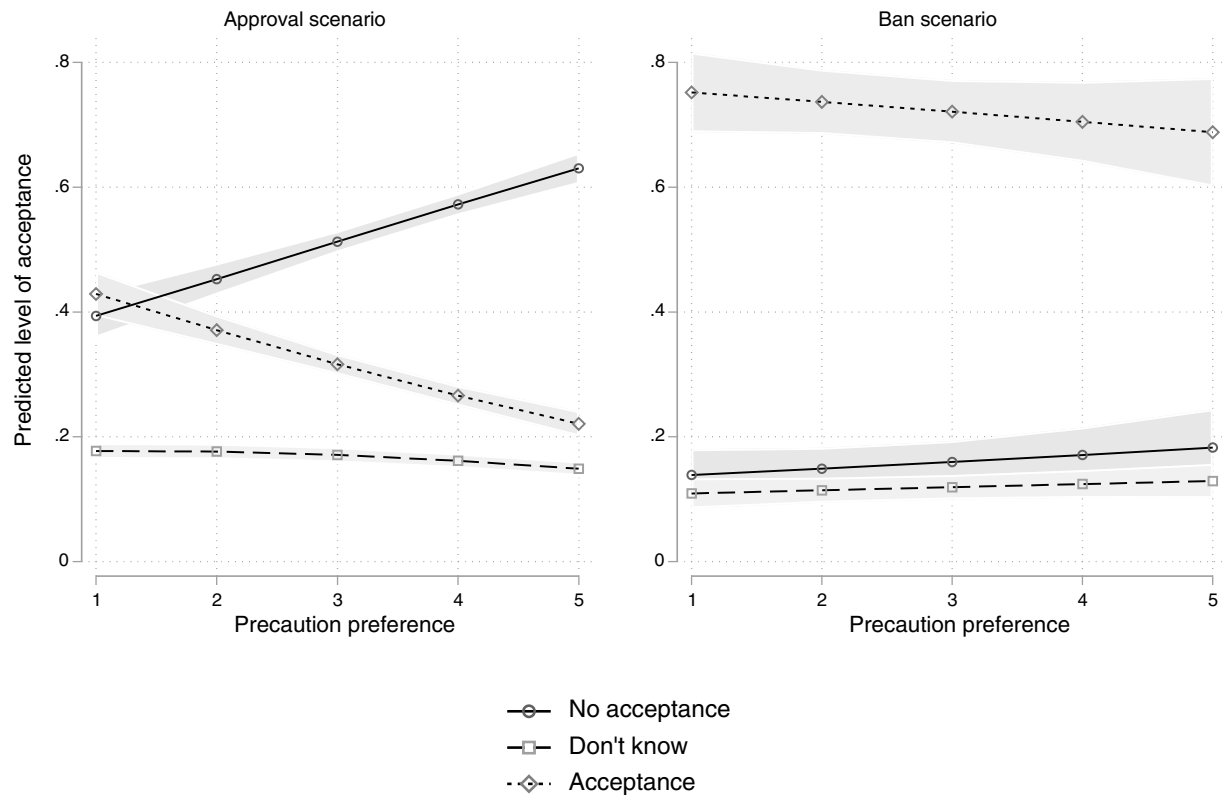 Approval scenario
Ban scenario
Predicted level of acceptance
.8
.6
.4
.2
0
1 2 3 4 5
Precaution preference
.8
.6
.4
.2
0
1 2 3 4 5
Precaution preference
No acceptance
Don't know
Acceptance